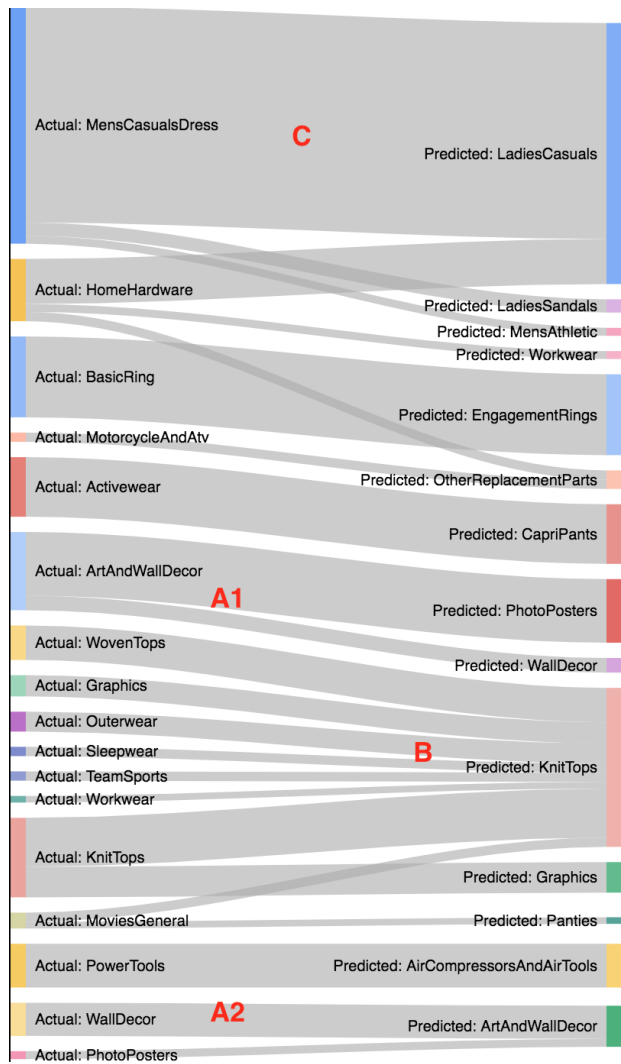 Actual: MensCasualsDress
C
Predicted: LadiesCasuals
Actual: HomeHardware
Predicted: LadiesSandals
Predicted: MensAthletic
Predicted: Workwear
Actual: BasicRing
Predicted: EngagementRings
Actual: MotorcycleAndAtv
Predicted: OtherReplacementParts
Actual: Activewear
Predicted: CapriPants
Actual: ArtAndWallDecor
A1
Predicted: PhotoPosters
Actual: WovenTops
Predicted: WallDecor
Actual: Graphics
Actual: Outerwear
B
Actual: Sleepwear
Predicted: KnitTops
Actual: TeamSports
Actual: Workwear
Actual: KnitTops
Predicted: Graphics
Actual: MoviesGeneral
Predicted: Panties
Actual: PowerTools
Predicted: AirCompressorsAndAirTools
A2
Actual: WallDecor
Predicted: ArtAndWallDecor
Actual: PhotoPosters